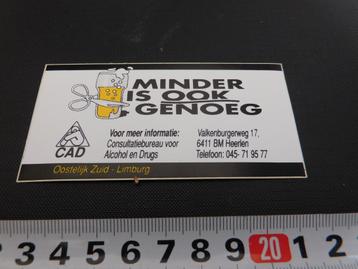 MINDER
IS OOK
GENOEG
CAD
Voor meer informatie:
Consultatiebureau voor
Alcohol en Drugs
Valkenburgerweg 17,
6411 BM Heerlen
Telefoon: 045- 71 95 77
Oostelijk Zuid - Limburg
3 4 5 6 7 8 9 20 1 2